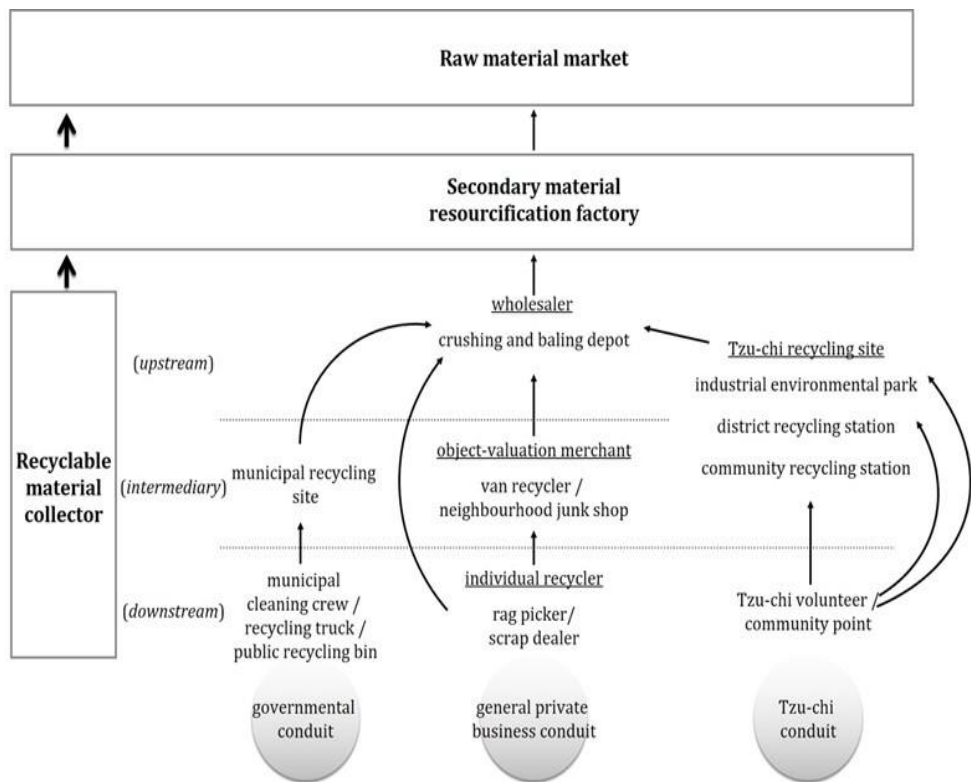 Raw material market
Secondary material
resourcification factory
wholesaler
crushing and baling depot
(upstream)
Tzu-chi recycling site
industrial environmental park
district recycling station
community recycling station
Recyclable
material
collector
(intermediary)
municipal recycling
site
object-valuation merchant
van recycler /
neighbourhood junk shop
(downstream)
municipal
cleaning crew /
recycling truck /
public recycling bin
individual recycler
rag picker/
scrap dealer
Tzu-chi volunteer /
community point
governmental
conduit
general private
business conduit
Tzu-chi
conduit